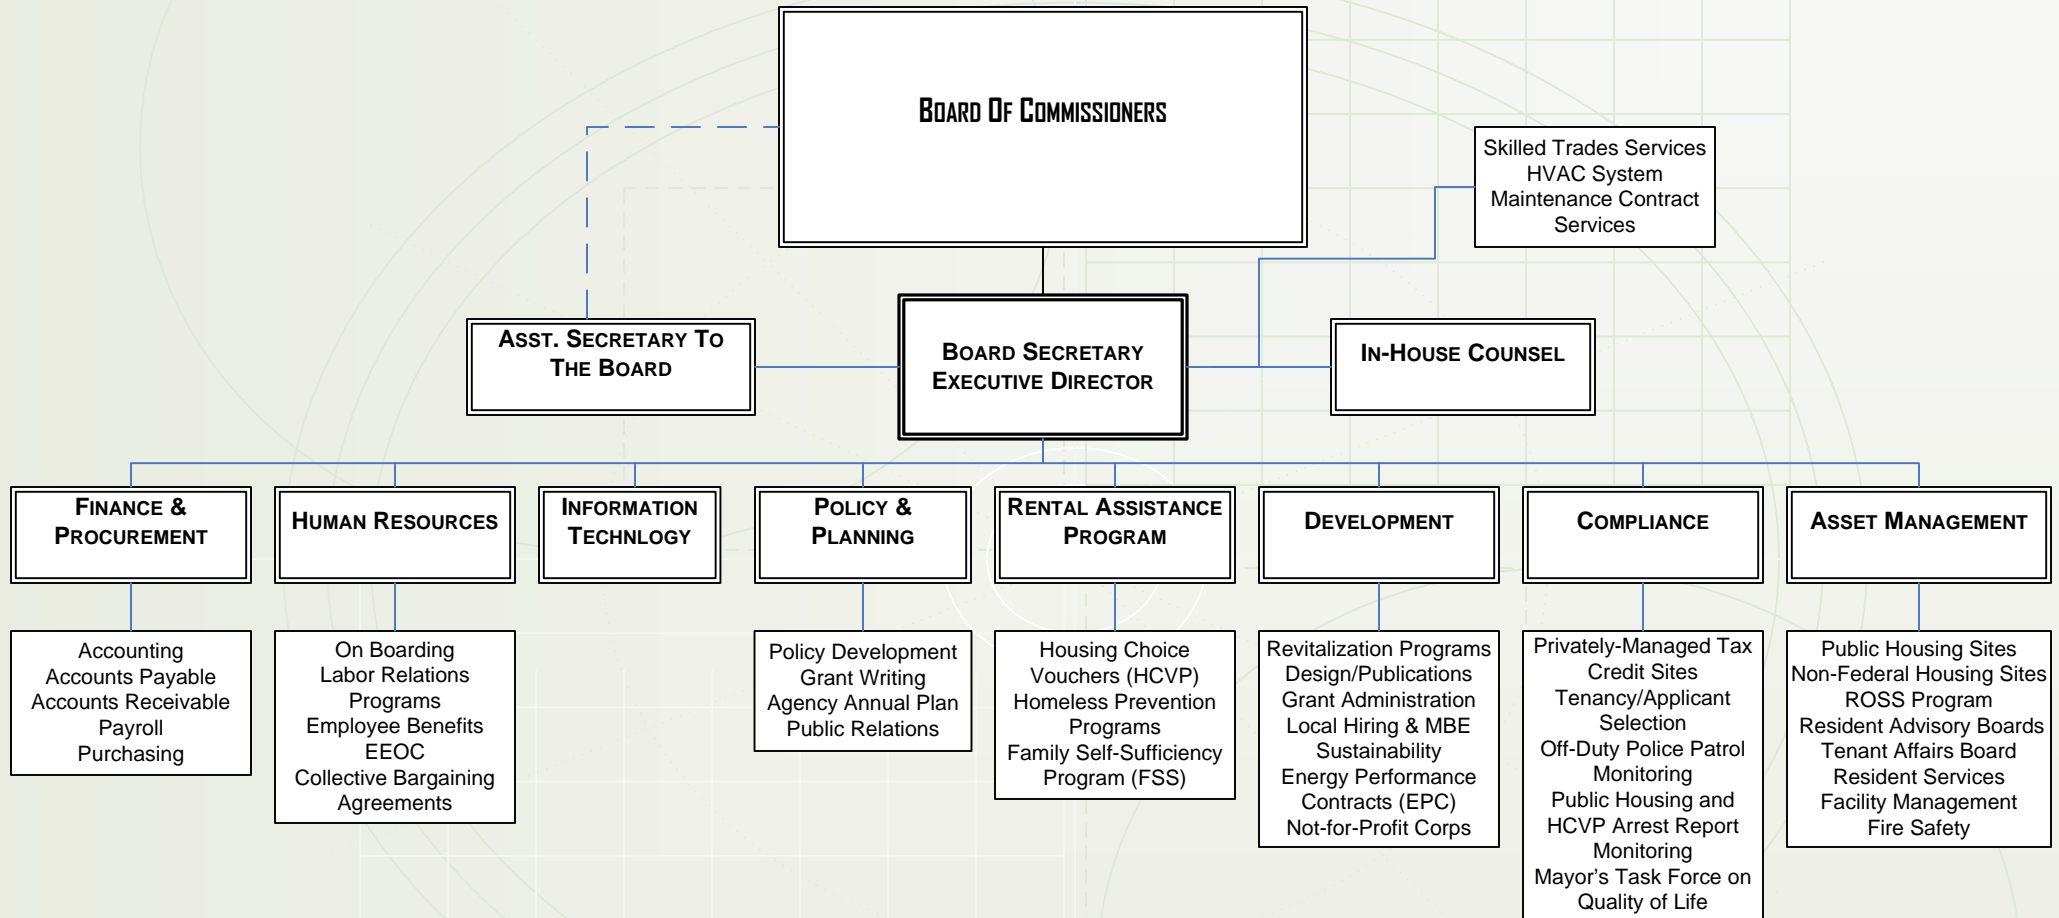 BOARD OF COMMISSIONERS
Skilled Trades Services
HVAC System
Maintenance Contract
Services
ASST. SECRETARY TO
THE BOARD
BOARD SECRETARY
EXECUTIVE DIRECTOR
IN-HOUSE COUNSEL
FINANCE &
PROCUREMENT
HUMAN RESOURCES
INFORMATION
TECHNLOGY
POLICY &
PLANNING
RENTAL ASSISTANCE
PROGRAM
DEVELOPMENT
COMPLIANCE
ASSET MANAGEMENT
Accounting
Accounts Payable
Accounts Receivable
Payroll
Purchasing
On Boarding
Labor Relations
Programs
Employee Benefits
EEOC
Collective Bargaining
Agreements
Policy Development
Grant Writing
Agency Annual Plan
Public Relations
Housing Choice
Vouchers (HCVP)
Homeless Prevention
Programs
Family Self-Sufficiency
Program (FSS)
Revitalization Programs
Design/Publications
Grant Administration
Local Hiring & MBE
Sustainability
Energy Performance
Contracts (EPC)
Not-for-Profit Corps
Privately-Managed Tax
Credit Sites
Tenancy/Applicant
Selection
Off-Duty Police Patrol
Monitoring
Public Housing and
HCVP Arrest Report
Monitoring
Mayor’s Task Force on
Quality of Life
Public Housing Sites
Non-Federal Housing Sites
ROSS Program
Resident Advisory Boards
Tenant Affairs Board
Resident Services
Facility Management
Fire Safety